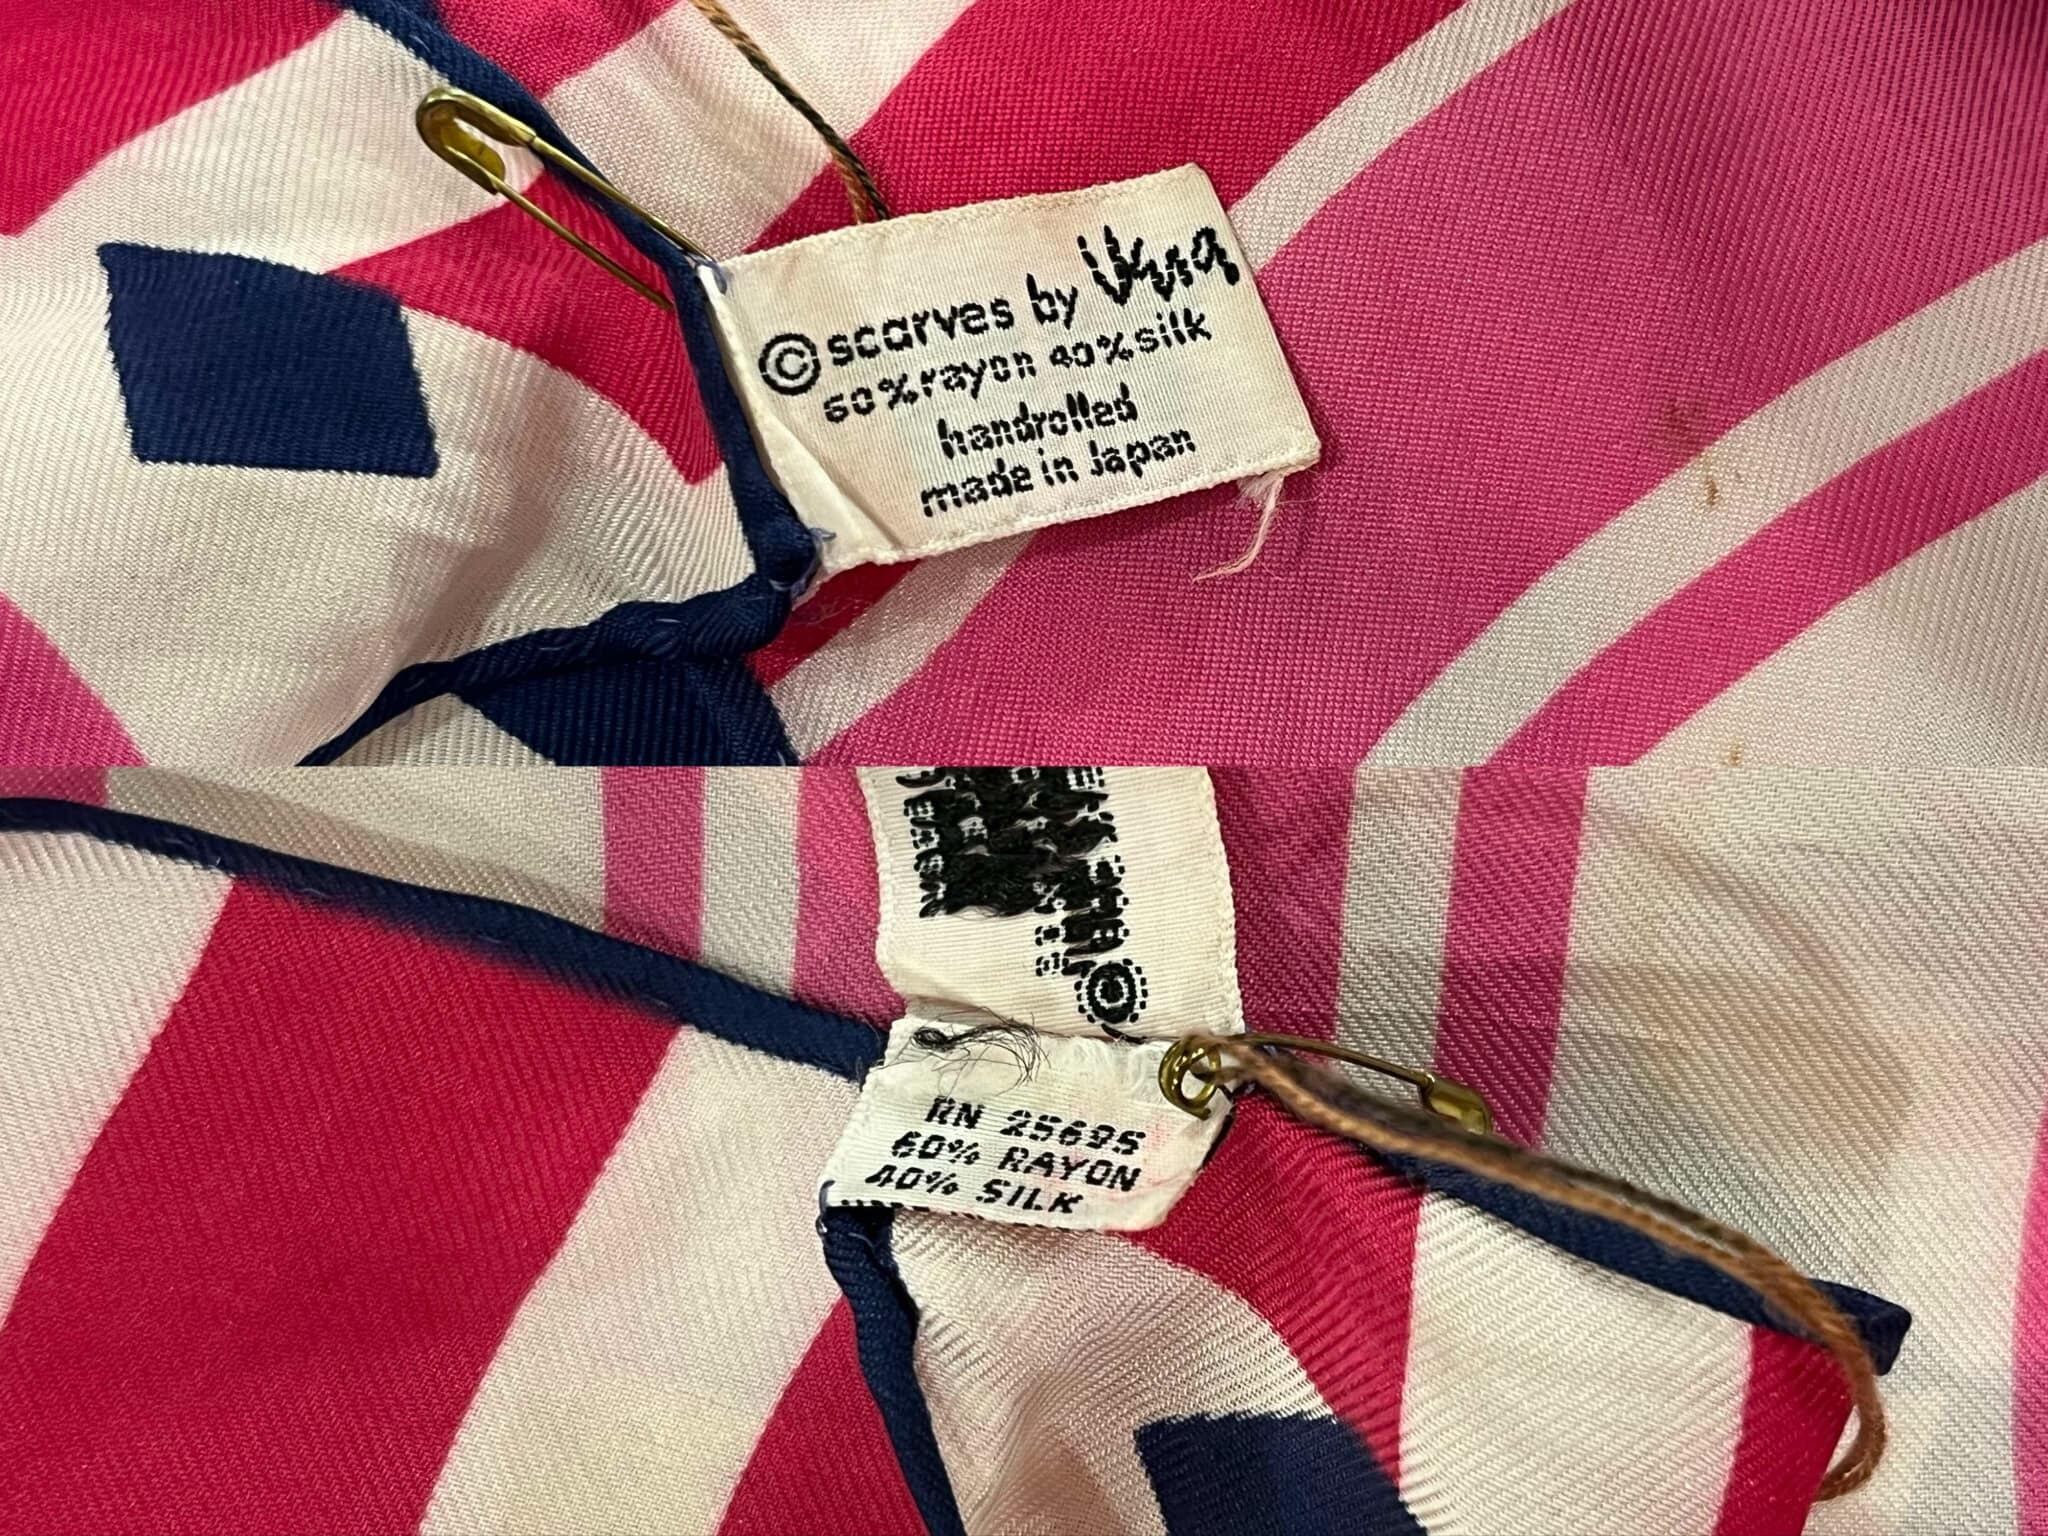 © scarves by Vera
60% rayon 40% silk
handrolled
made in Japan
RN 25695
60% RAYON
40% SILK